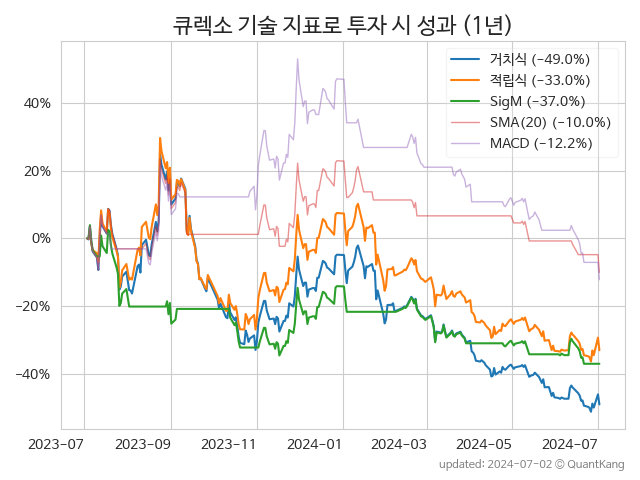 큐렉소 기술 지표로 투자 시 성과 (1년)
거치식 (−49.0%)
적립식 (−33.0%)
SigM (−37.0%)
SMA(20) (−10.0%)
MACD (−12.2%)
40%
20%
0%
−20%
−40%
2023-07 2023-09 2023-11 2024-01 2024-03 2024-05 2024-07
updated: 2024-07-02 ⓒ QuantKang